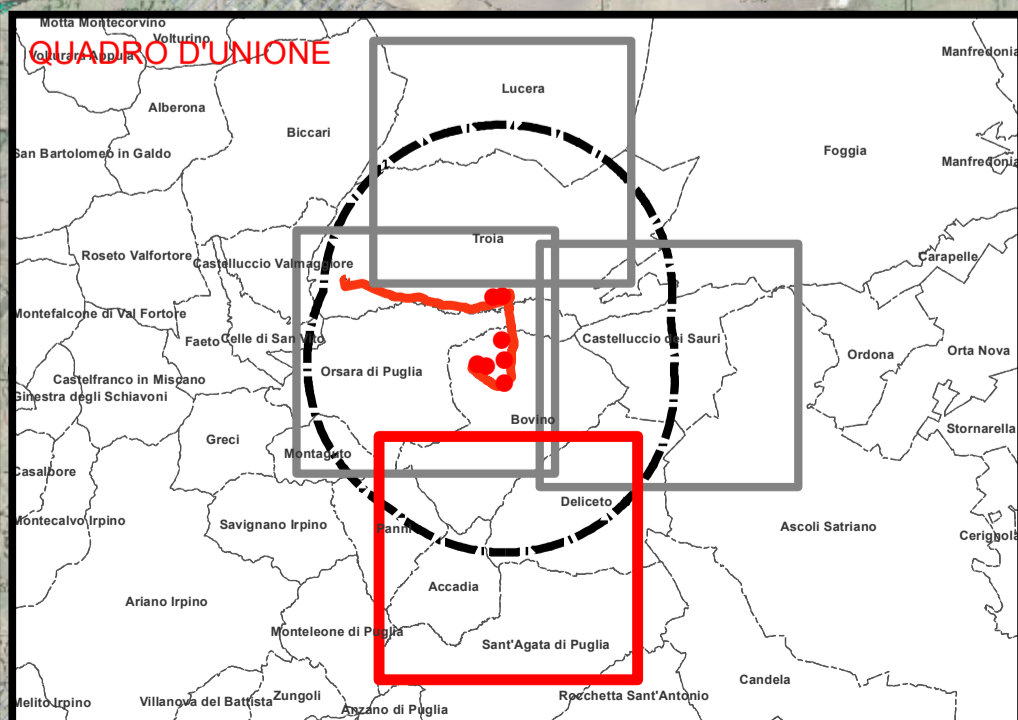 Motta Montecorvino
Volturino
QUADRO D'UNIONE
Volturara Appula
Manfredonia
Lucera
Alberona
Biccari
San Bartolomeo in Galdo
Foggia
Manfredonia
Troia
Roseto Valfortore
Castelluccio Valmaggiore
Carapelle
Montefalcone di Val Fortore
Faeto
Celle di San Vito
Castelluccio dei Sauri
Ordona
Orta Nova
Orsara di Puglia
Castelfranco in Miscano
Ginestra degli Schiavoni
Bovino
Stornarella
Greci
Montaguto
Casalbore
Deliceto
Montecalvo Irpino
Savignano Irpino
Panni
Ascoli Satriano
Cerignola
Accadia
Ariano Irpino
Monteleone di Puglia
Sant'Agata di Puglia
Candela
Melito Irpino
Villanova del Battista
Zungoli
Rocchetta Sant'Antonio
Anzano di Puglia